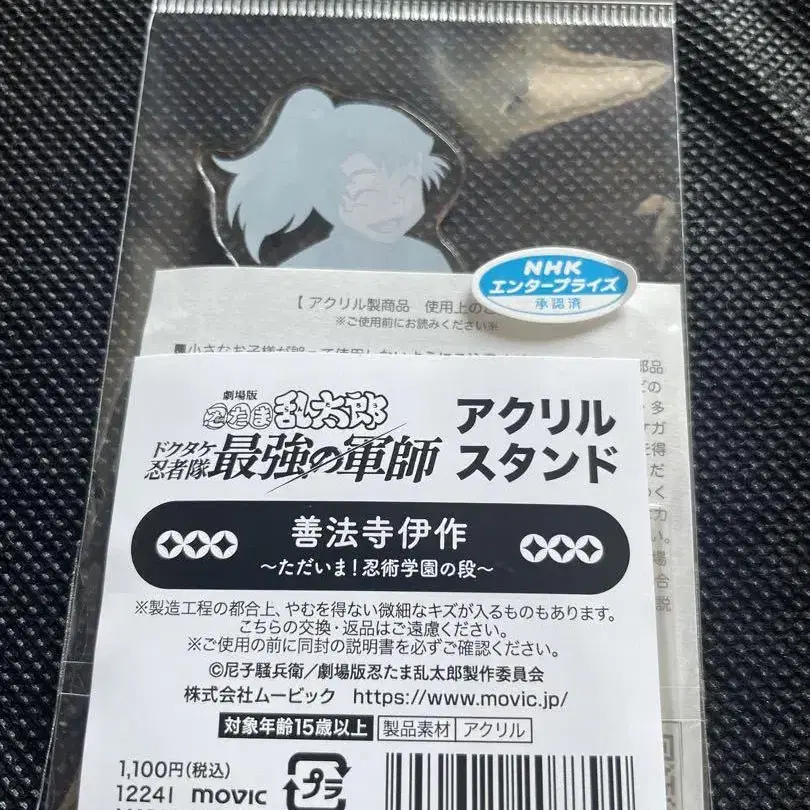 NHK
エンタープライズ
承認済
【 アクリル製商品 使用上のご
※ご使用前にお読みください※
劇場版
忍たま乱太郎
ドクタケ
忍者隊
最強の軍師
アクリル
スタンド
善法寺伊作
〜ただいま!忍術学園の段〜
※製造工程の都合上、やむを得ない微細なキズが入るものもあります。
こちらの交換・返品はご遠慮ください。
※ご使用の前に同封の説明書を必ずご確認ください。
©尼子騒兵衛／劇場版忍たま乱太郎製作委員会
株式会社ムービック https://www.movic.jp/
対象年齢15歳以上 製品素材 アクリル
1,100円(税込)
12241 movic
プラ